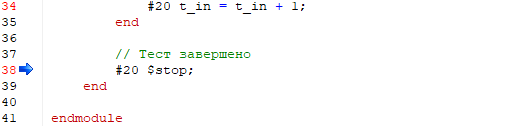 34 #20 t_in = t_in + 1;
35 end
36
37 // Тест завершено
38 #20 $stop;
39 end
40
41 endmodule